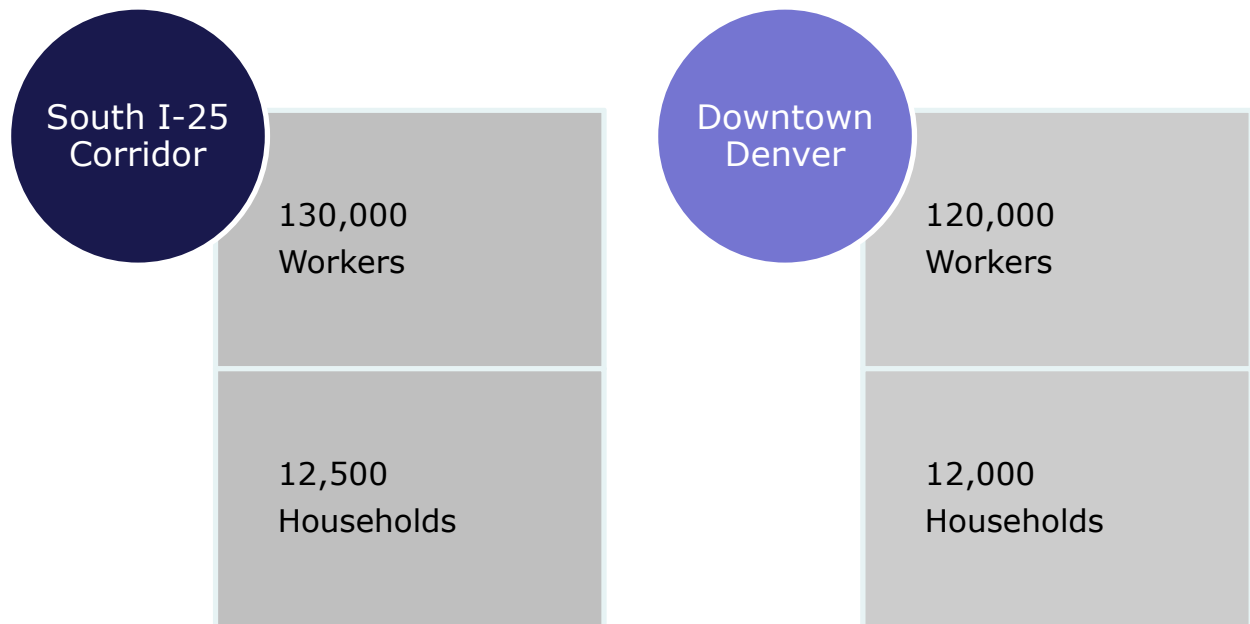 South I-25
Corridor
130,000
Workers
12,500
Households
Downtown
Denver
120,000
Workers
12,000
Households